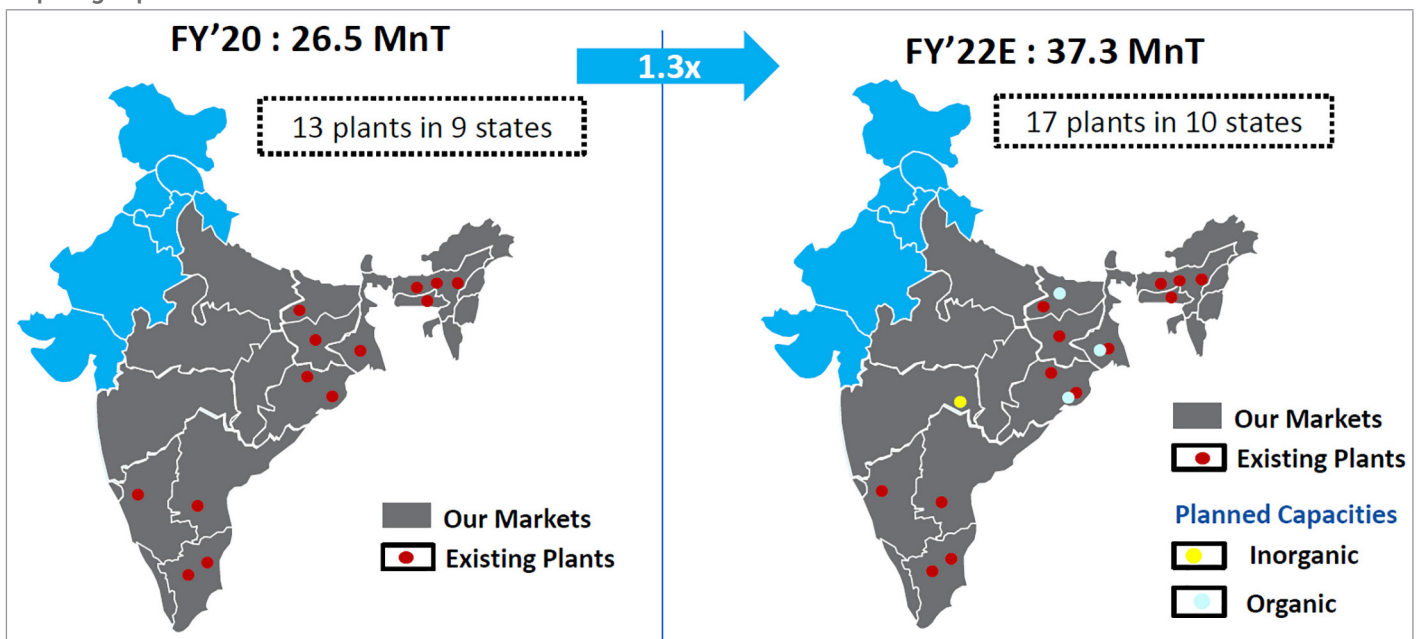 FY'20 : 26.5 MnT
13 plants in 9 states
Our Markets
Existing Plants
1.3x
FY'22E : 37.3 MnT
17 plants in 10 states
Our Markets
Existing Plants
Planned Capacities
Inorganic
Organic